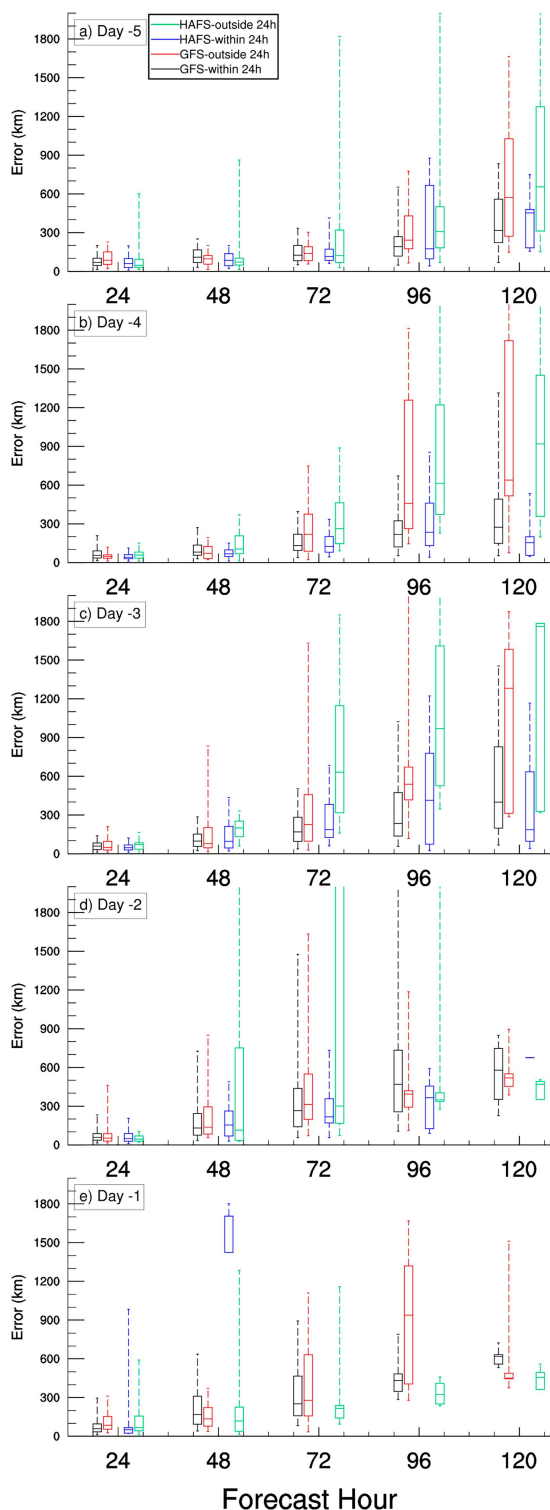 a) Day -5
HAFS-outside 24h
HAFS-within 24h
GFS-outside 24h
GFS-within 24h
Error (km)
1800
1500
1200
900
600
300
0
24 48 72 96 120
b) Day -4
Error (km)
1800
1500
1200
900
600
300
0
24 48 72 96 120
c) Day -3
Error (km)
1800
1500
1200
900
600
300
0
24 48 72 96 120
d) Day -2
Error (km)
1800
1500
1200
900
600
300
0
24 48 72 96 120
e) Day -1
Error (km)
1800
1500
1200
900
600
300
0
24 48 72 96 120
Forecast Hour